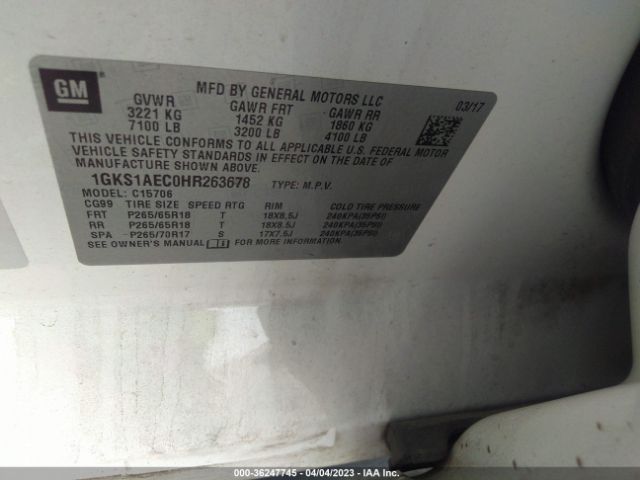 GM
MFD BY GENERAL MOTORS LLC 03/17
GVWR GAWR FRT GAWR RR
3221 KG 1452 KG 1860 KG
7100 LB 3200 LB 4100 LB
THIS VEHICLE CONFORMS TO ALL APPLICABLE U.S. FEDERAL MOTOR
VEHICLE SAFETY STANDARDS IN EFFECT ON THE DATE OF
MANUFACTURE SHOWN ABOVE.
1GKS1AEC0HR263678 TYPE: M.P.V.
MODEL: C15706
CG99 TIRE SIZE SPEED RTG RIM COLD TIRE PRESSURE
FRT P265/65R18 T 18X8.5J 240KPA(35PSI)
RR P265/65R18 T 18X8.5J 240KPA(35PSI)
SPA P265/70R17 S 17X7.5J 240KPA(35PSI)
SEE OWNER'S MANUAL FOR MORE INFORMATION
000-36247745 - 04/04/2023 - IAA Inc.